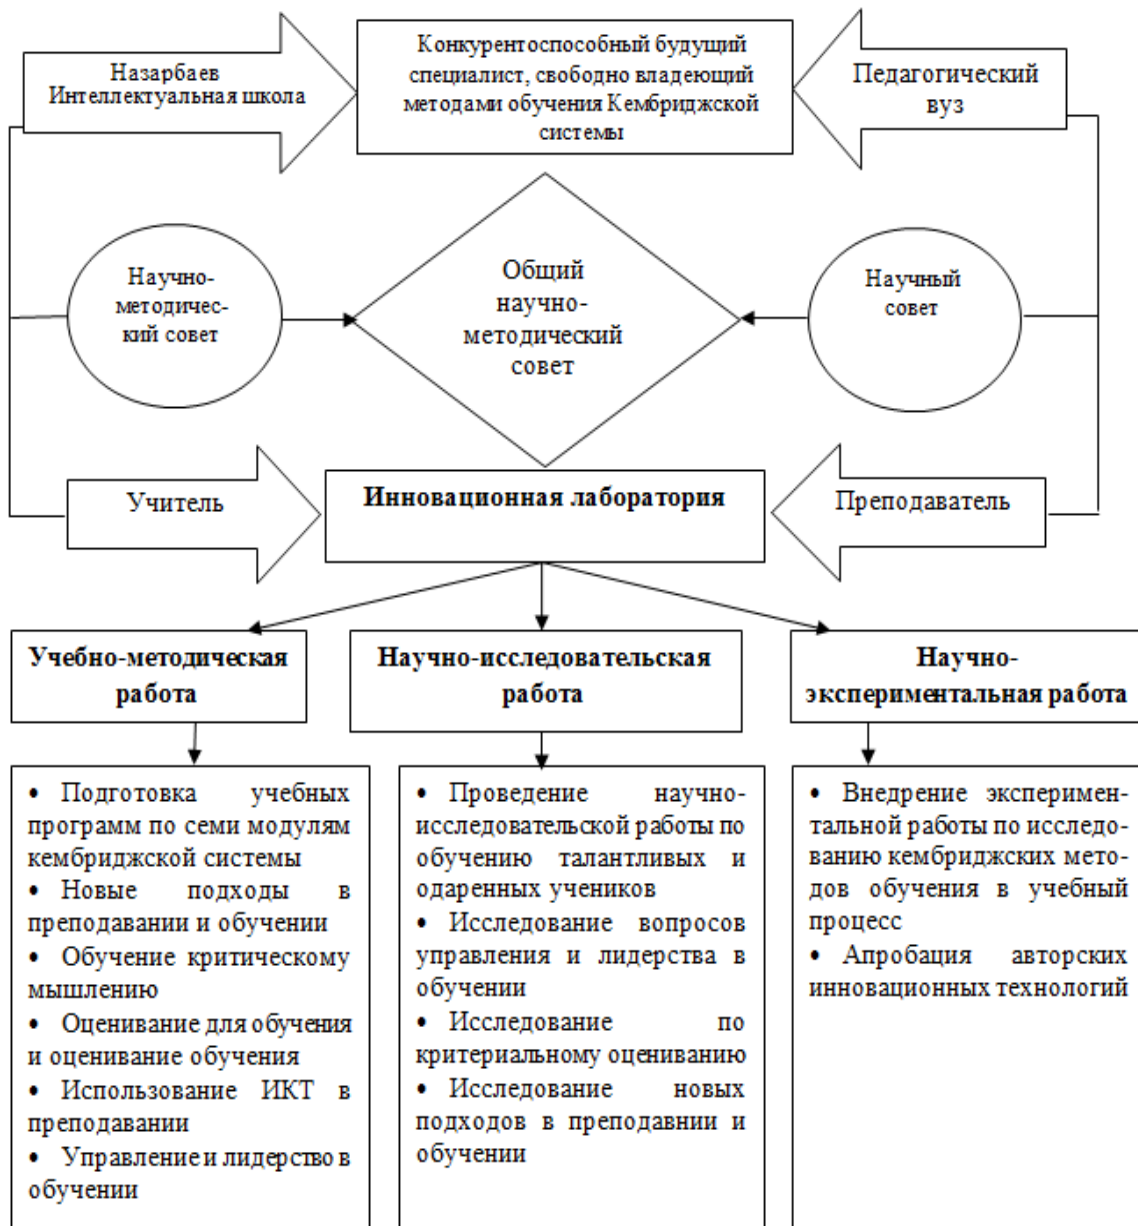 Назарбаев
Интеллектуальная школа
Конкурентоспособный будущий
специалист, свободно владеющий
методами обучения Кембриджской
системы
Педагогический
вуз
Научно-
методичес-
кий совет
Общий
научно-
методический
совет
Научный
совет
Учитель
Инновационная лаборатория
Преподаватель
Учебно-методическая
работа
Научно-исследовательская
работа
Научно-
экспериментальная работа
• Подготовка учебных
программ по семи модулям
кембриджской системы
• Новые подходы в
преподавании и обучении
• Обучение критическому
мышлению
• Оценивание для обучения
и оценивание обучения
• Использование ИКТ в
преподавании
• Управление и лидерство в
обучении
• Проведение научно-
исследовательской работы по
обучению талантливых и
одаренных учеников
• Исследование вопросов
управления и лидерства в
обучении
• Исследование по
критериальному оцениванию
• Исследование новых
подходов в преподавнии и
обучении
• Внедрение эксперимен-
тальной работы по исследо-
ванию кембриджских мето-
дов обучения в учебный
процесс
• Апробация авторских
инновационных технологий